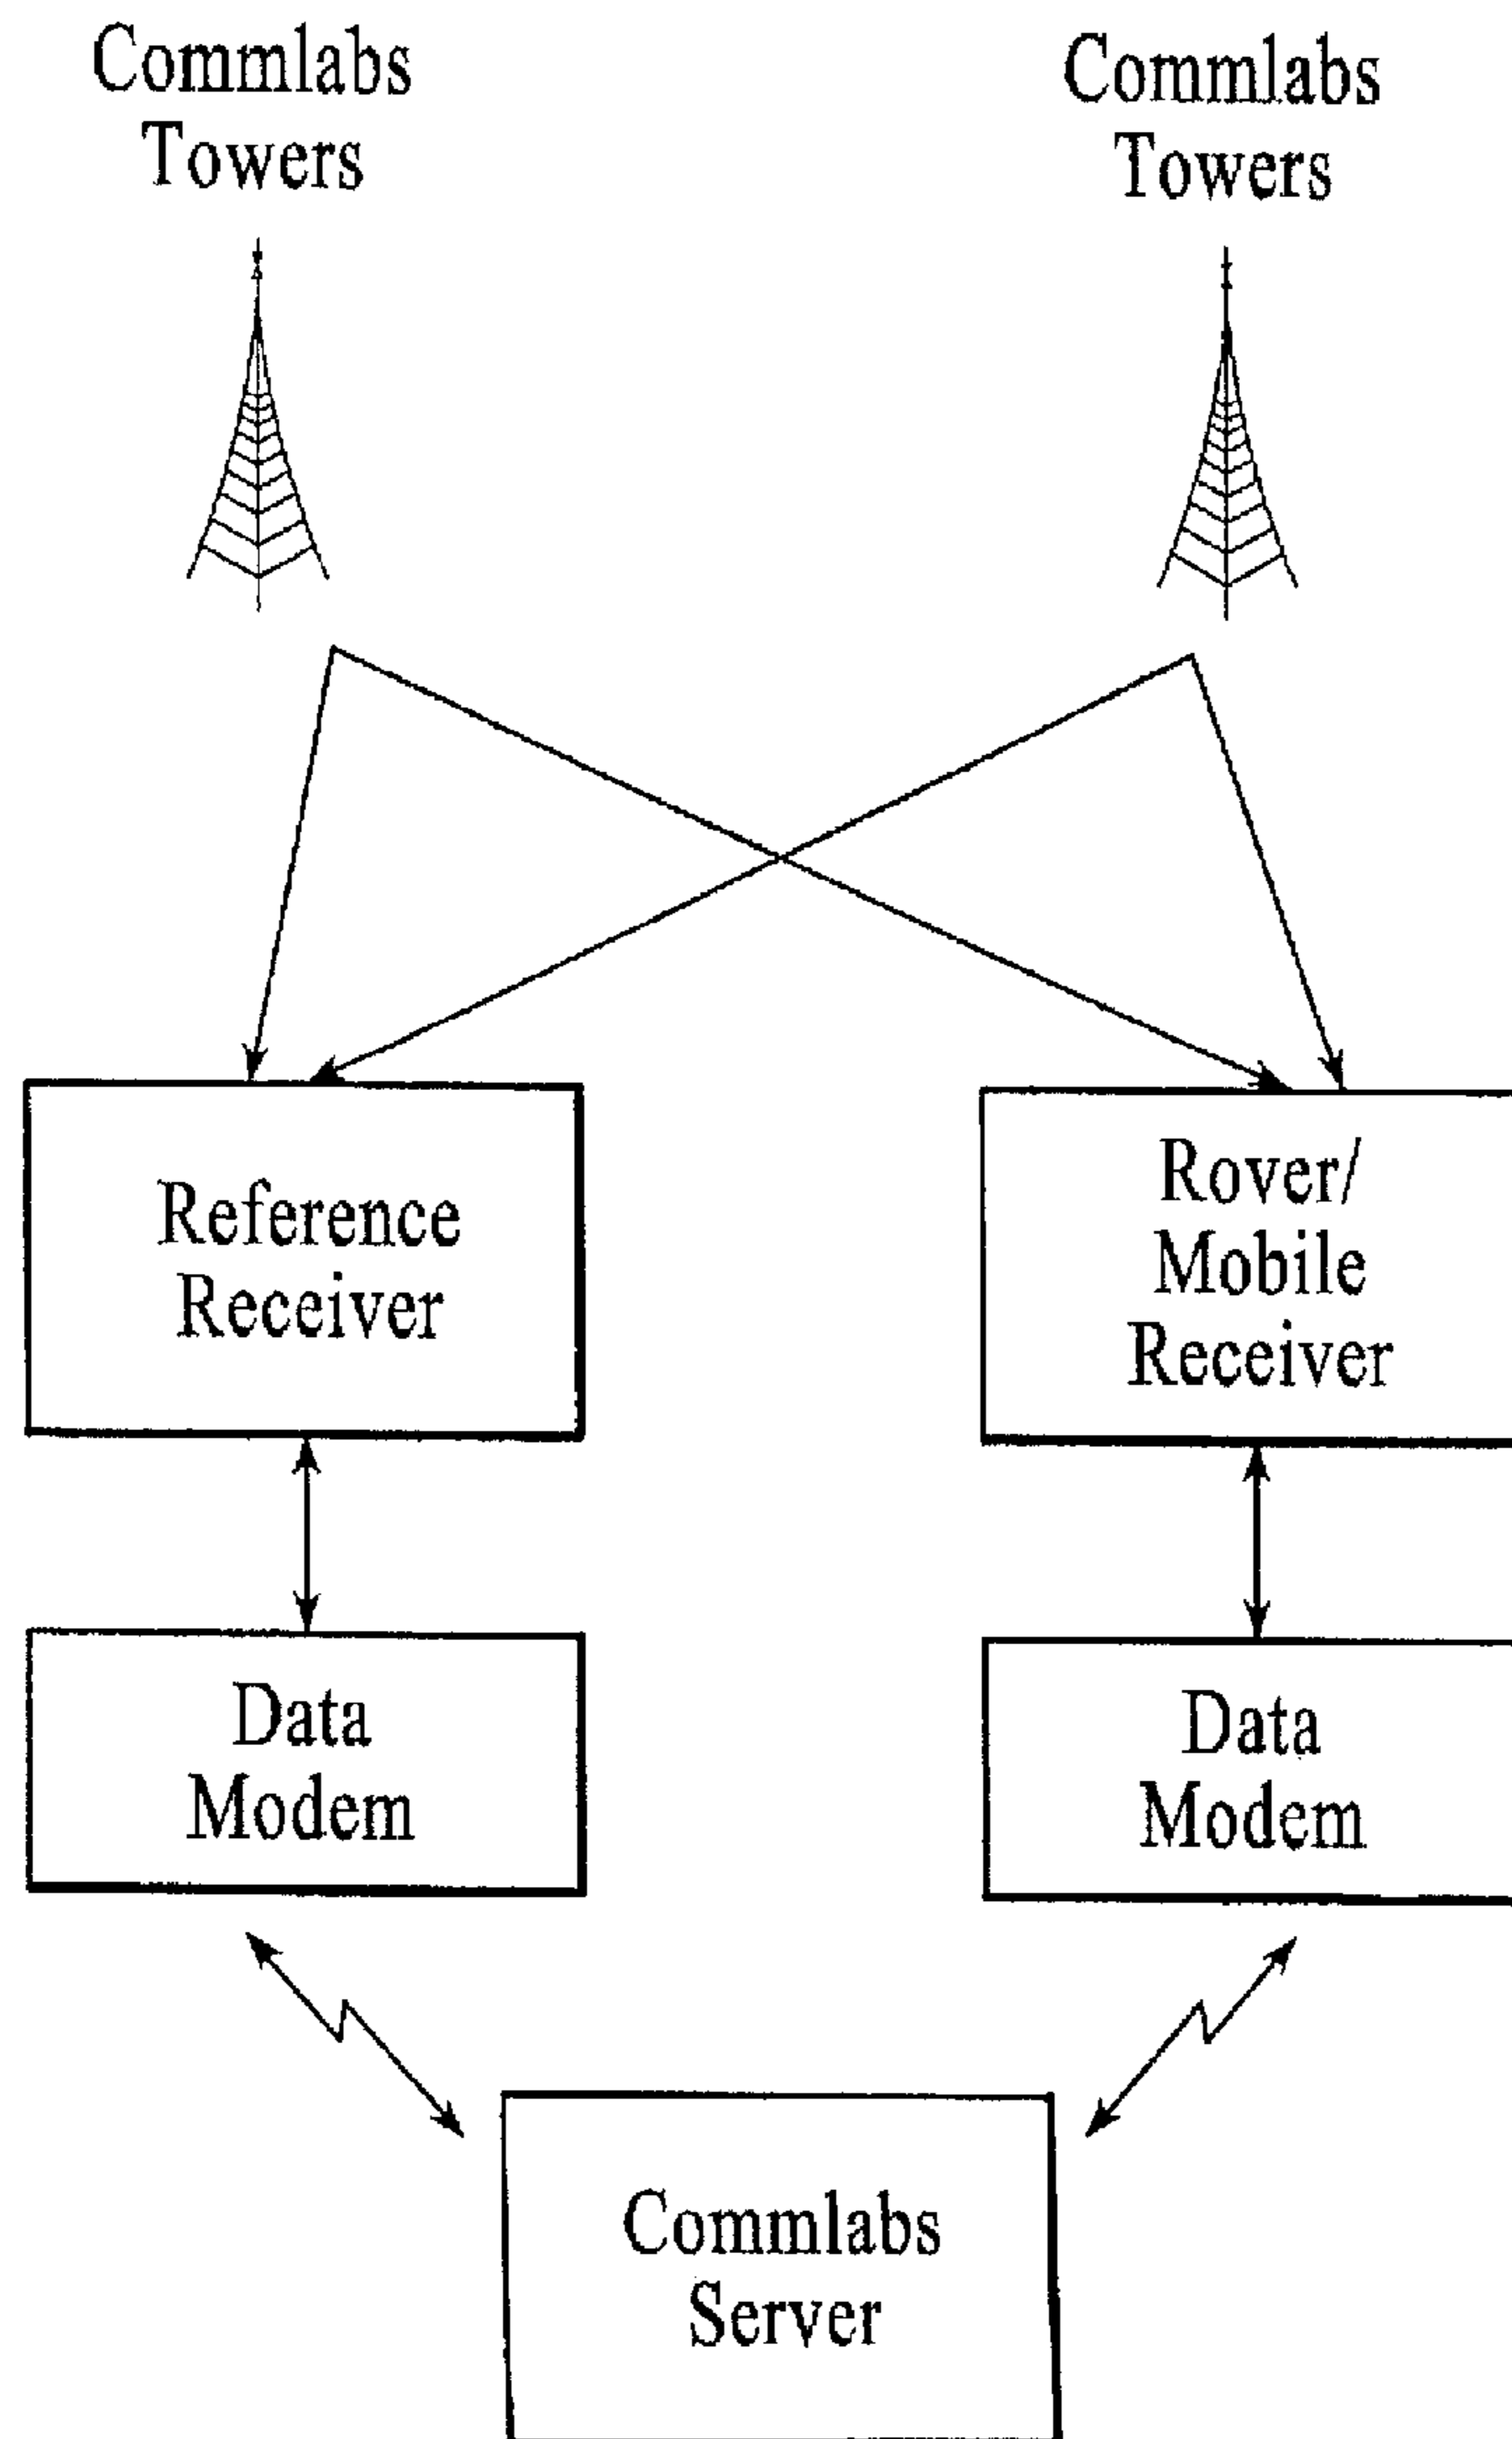 Commlabs
Towers
Commlabs
Towers
Reference
Receiver
Rover/
Mobile
Receiver
Data
Modem
Data
Modem
Commlabs
Server